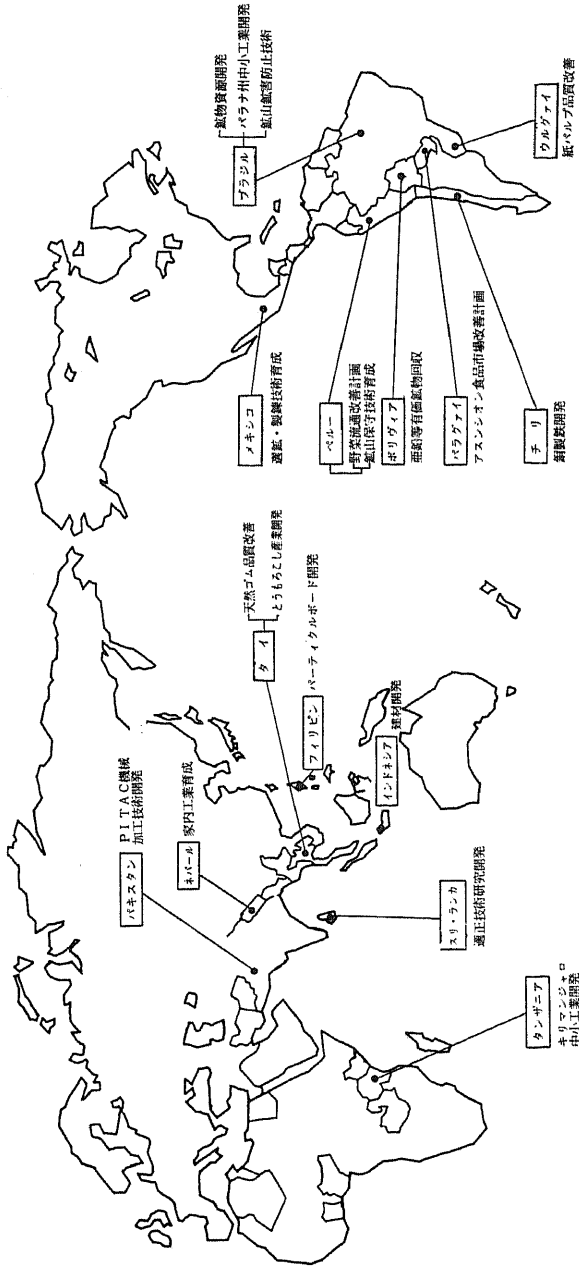 パキスタン
PITAC機械
加工技術開発
ネパール
家内工業育成
タイ
天然ゴム品質改善
とうもろこし産業開発
フィリピン
パーティクルボード開発
インドネシア
建材開発
スリ・ランカ
適正技術研究開発
タンザニア
キリマンジャロ
中小工業開発
メキシコ
選鉱・製錬技術育成
ブラジル
鉱物資源開発
パラナ州中小工業開発
鉱山鉱害防止技術
ペルー
野菜流通改善計画
鉱山保守技術育成
ボリヴィア
亜鉛等有価鉱物回収
パラグァイ
アスンシオン食品市場改善計画
チリ
銅製鉄開発
ウルグァイ
紙パルプ品質改善